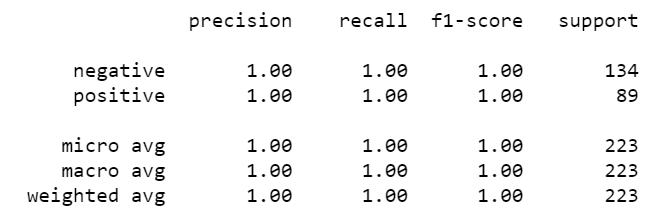 precision recall f1-score support
negative 1.00 1.00 1.00 134
positive 1.00 1.00 1.00 89
micro avg 1.00 1.00 1.00 223
macro avg 1.00 1.00 1.00 223
weighted avg 1.00 1.00 1.00 223